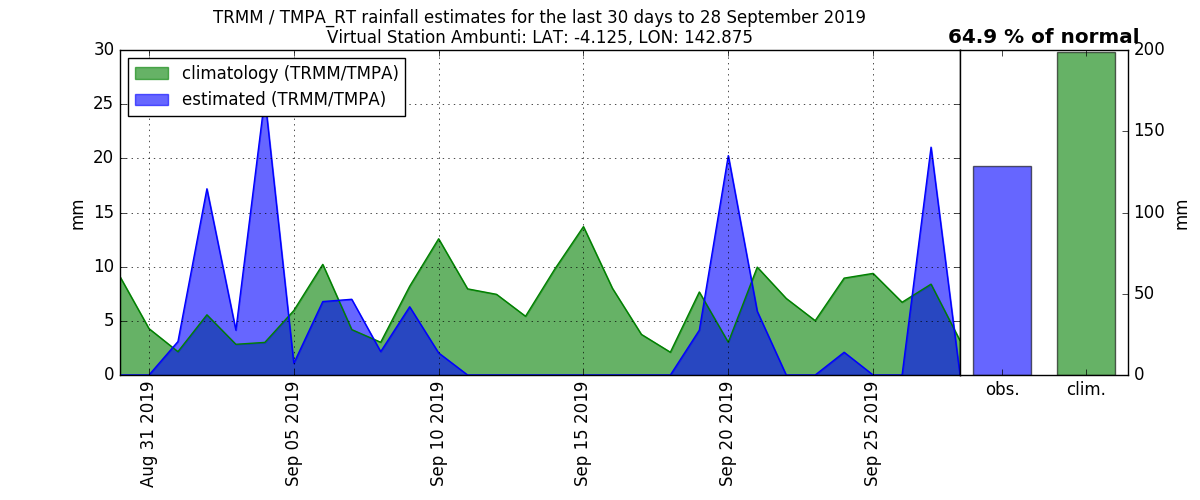 TRMM / TMPA_RT rainfall estimates for the last 30 days to 28 September 2019
Virtual Station Ambunti: LAT: -4.125, LON: 142.875
64.9 % of normal
climatology (TRMM/TMPA)
estimated (TRMM/TMPA)
30
25
20
15
10
5
0
mm
Aug 31 2019
Sep 05 2019
Sep 10 2019
Sep 15 2019
Sep 20 2019
Sep 25 2019
obs.
clim.
200
150
100
50
0
mm